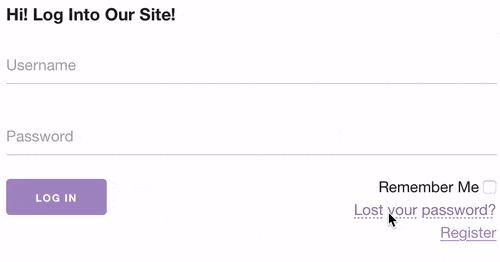 Hi! Log Into Our Site!
Username
Password
LOG IN
Remember Me
Lost your password?
Register